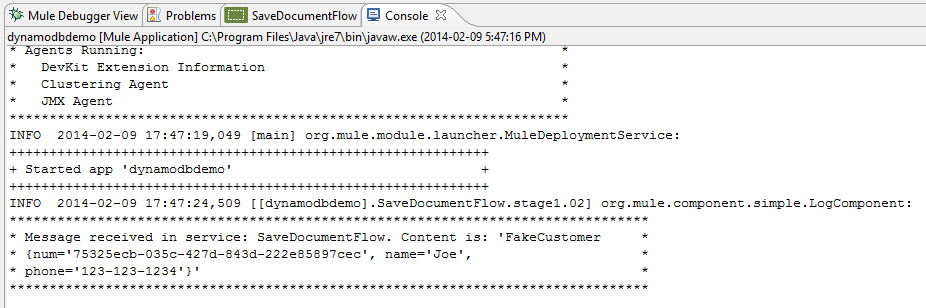 Mule Debugger View Problems SaveDocumentFlow Console
dynamodbdemo [Mule Application] C:\Program Files\Java\jre7\bin\javaw.exe (2014-02-09 5:47:16 PM)
* Agents Running: *
* DevKit Extension Information *
* Clustering Agent *
* JMX Agent *
**********************************************************************
INFO 2014-02-09 17:47:19,049 [main] org.mule.module.launcher.MuleDeploymentService:
++++++++++++++++++++++++++++++++++++++++++++++++++++++++++++
+ Started app 'dynamodbdemo' +
++++++++++++++++++++++++++++++++++++++++++++++++++++++++++++
INFO 2014-02-09 17:47:24,509 [[dynamodbdemo].SaveDocumentFlow.stage1.02] org.mule.component.simple.LogComponent:
********************************************************************************
* Message received in service: SaveDocumentFlow. Content is: 'FakeCustomer *
* {num='75325ecb-035c-427d-843d-222e85897cec', name='Joe', *
* phone='123-123-1234'}' *
********************************************************************************